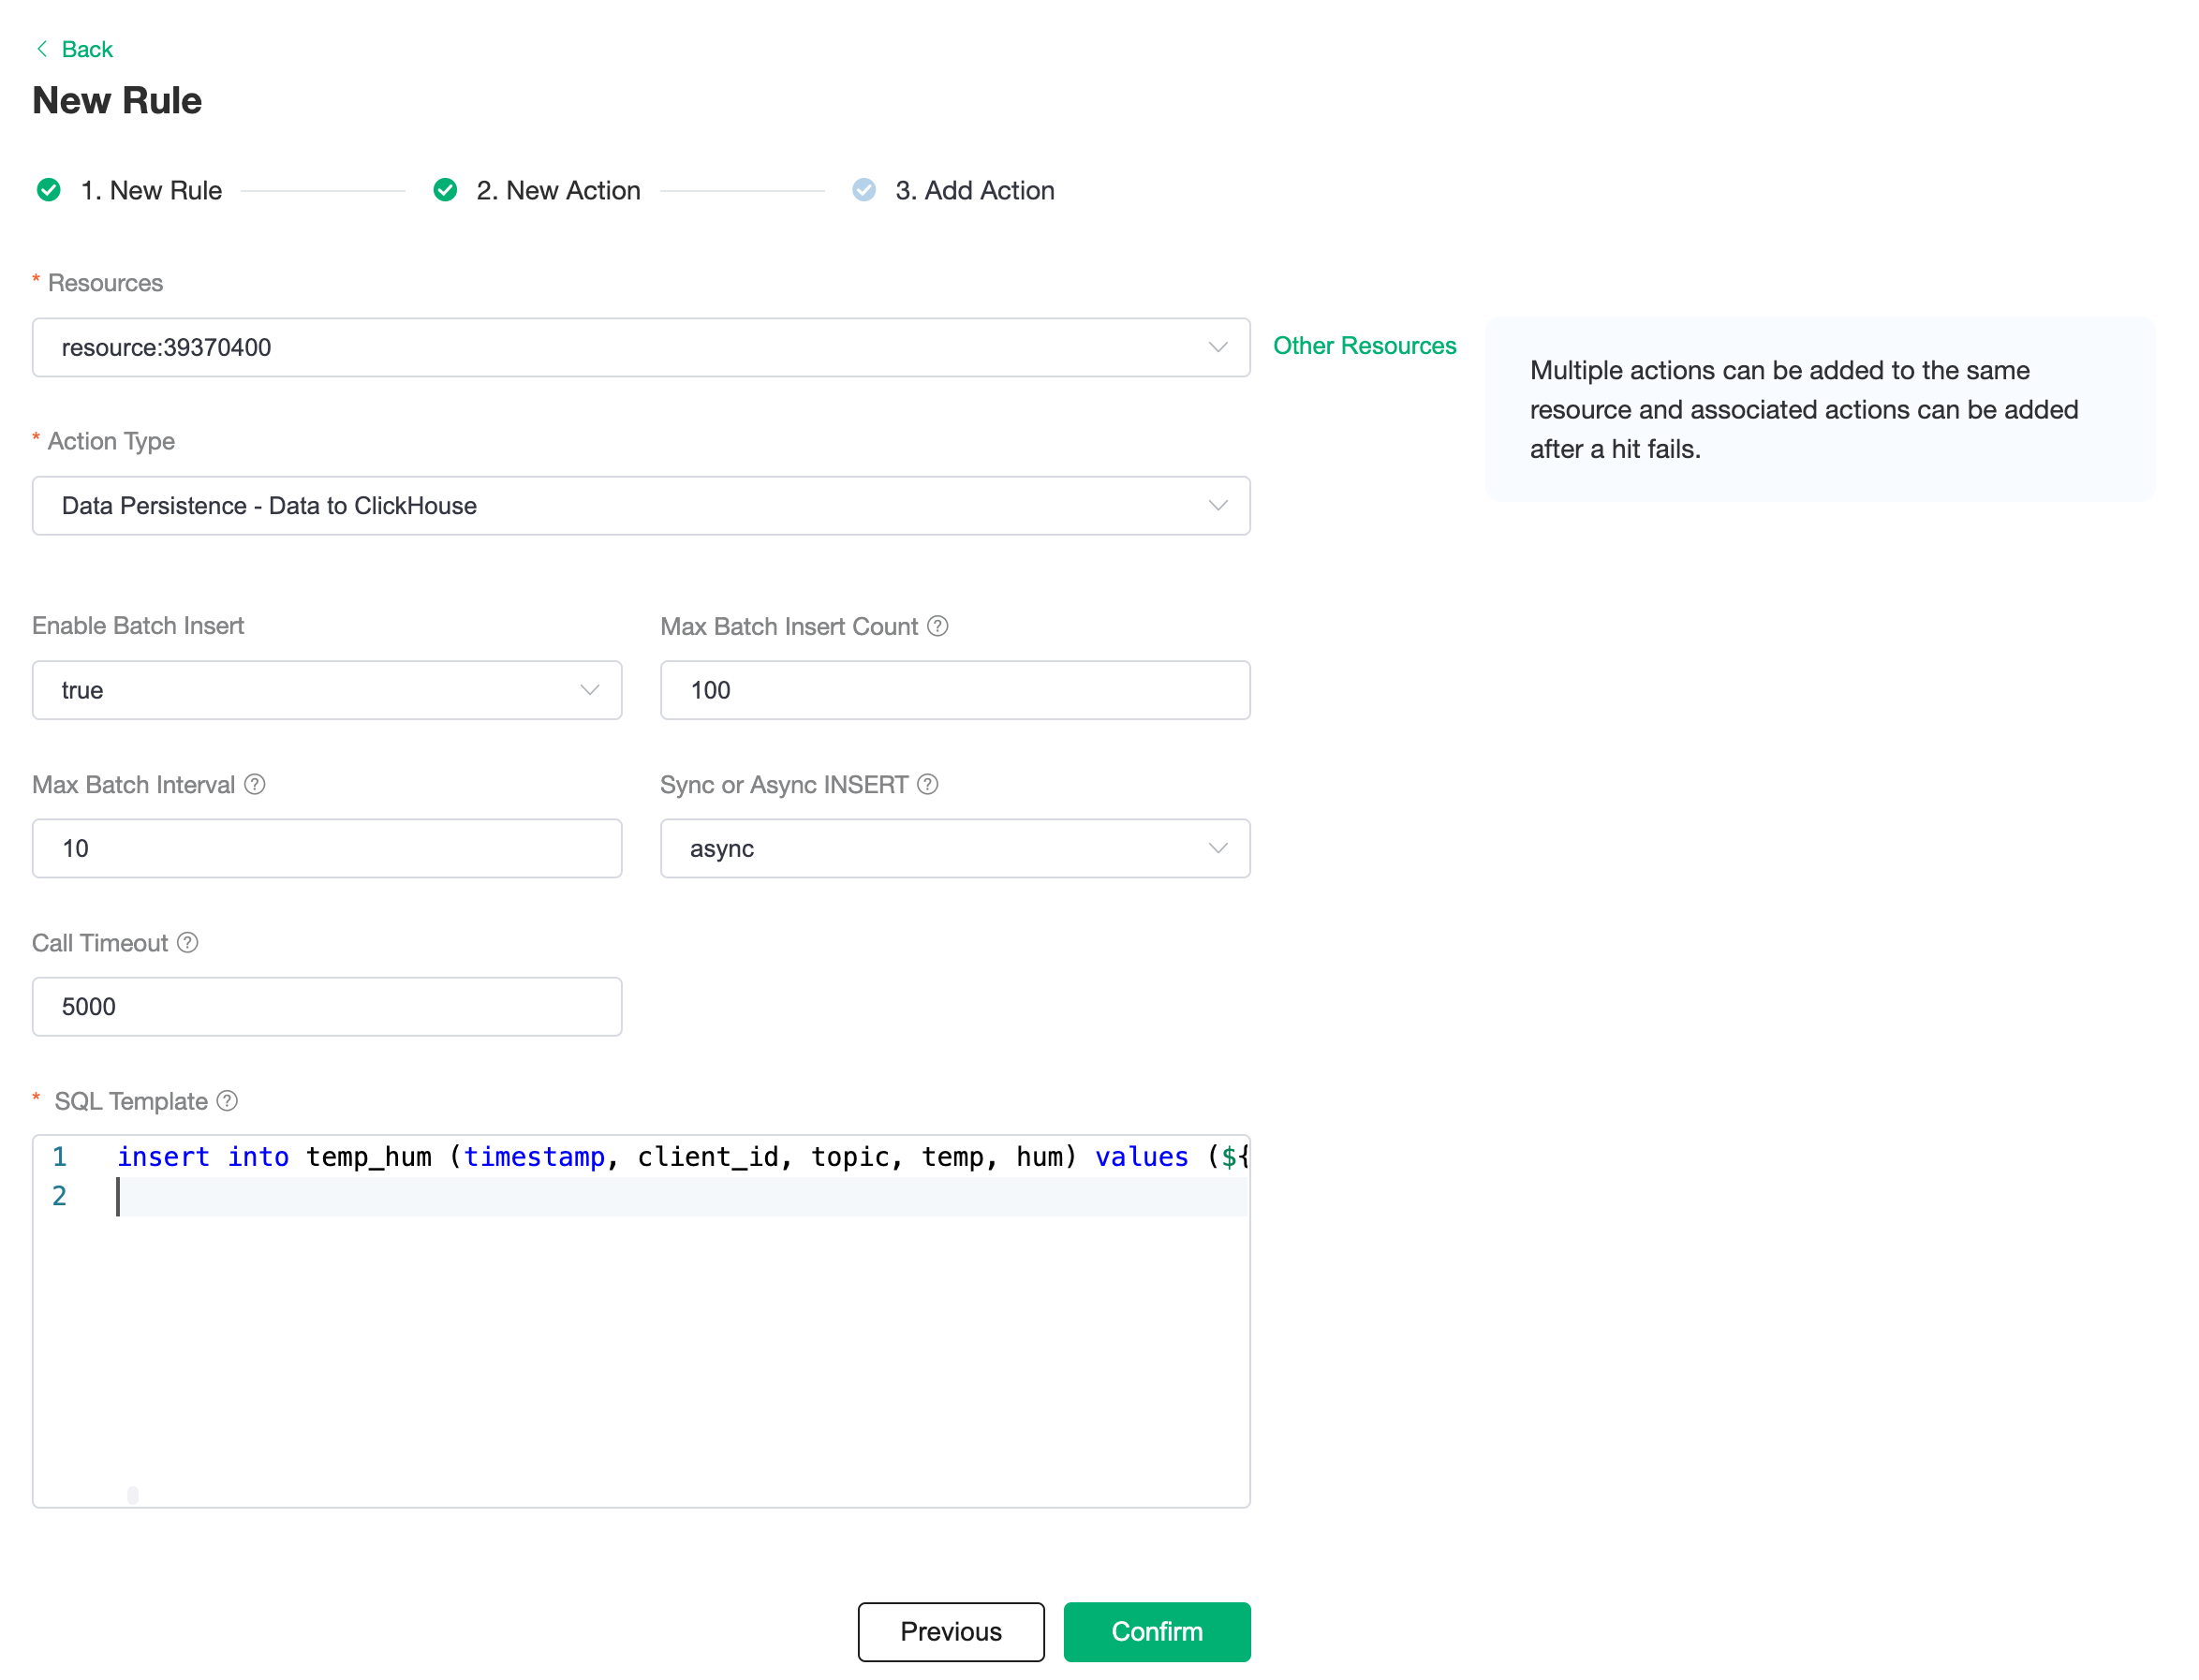 Back
New Rule
1. New Rule
2. New Action
3. Add Action
* Resources
resource:39370400
Other Resources
Multiple actions can be added to the same
resource and associated actions can be added
after a hit fails.
* Action Type
Data Persistence - Data to ClickHouse
Enable Batch Insert
Max Batch Insert Count ?
true
100
Max Batch Interval ?
Sync or Async INSERT ?
10
async
Call Timeout ?
5000
* SQL Template ?
1 insert into temp_hum (timestamp, client_id, topic, temp, hum) values (${
2
Previous
Confirm